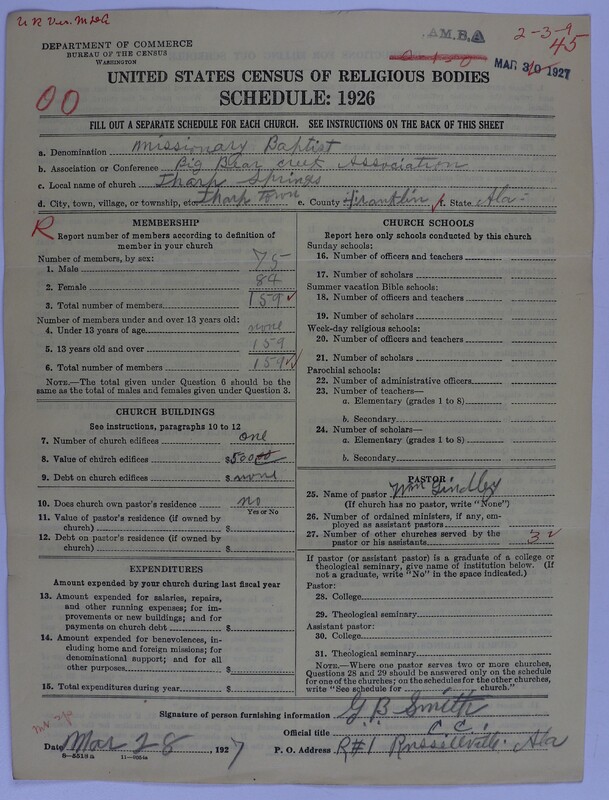 U R Ver. M&G
A.M.B.A
2-3-9
45
DEPARTMENT OF COMMERCE
BUREAU OF THE CENSUS
WASHINGTON
0-1-0
MAR 30 1927
UNITED STATES CENSUS OF RELIGIOUS BODIES
00
SCHEDULE: 1926
FILL OUT A SEPARATE SCHEDULE FOR EACH CHURCH. SEE INSTRUCTIONS ON THE BACK OF THIS SHEET
a. Denomination Missionary Baptist
b. Association or Conference Big Bear Creek Association
c. Local name of church Tharp Springs
d. City, town, village, or township, etc. Tharp Town e. County Franklin f. State Ala-
R
MEMBERSHIP
Report number of members according to definition of
member in your church
Number of members, by sex:
1. Male 75
2. Female 84
3. Total number of members 159
Number of members under and over 13 years old:
4. Under 13 years of age none
5. 13 years old and over 159
6. Total number of members 159
NOTE.—The total given under Question 6 should be the
same as the total of males and females given under Question 3.
CHURCH BUILDINGS
See instructions, paragraphs 10 to 12
7. Number of church edifices one
8. Value of church edifices $50000
9. Debt on church edifices $ none
10. Does church own pastor's residence no
Yes or No
11. Value of pastor's residence (if owned by
church) $
12. Debt on pastor's residence (if owned by
church) $
EXPENDITURES
Amount expended by your church during last fiscal year
13. Amount expended for salaries, repairs,
and other running expenses; for im-
provements or new buildings; and for
payments on church debt $
14. Amount expended for benevolences, in-
cluding home and foreign missions; for
denominational support; and for all
other purposes $
15. Total expenditures during year $
CHURCH SCHOOLS
Report here only schools conducted by this church
Sunday schools:
16. Number of officers and teachers
17. Number of scholars
Summer vacation Bible schools:
18. Number of officers and teachers
19. Number of scholars
Week-day religious schools:
20. Number of officers and teachers
21. Number of scholars
Parochial schools:
22. Number of administrative officers
23. Number of teachers—
a. Elementary (grades 1 to 8)
b. Secondary
24. Number of scholars—
a. Elementary (grades 1 to 8)
b. Secondary
PASTOR
25. Name of pastor Wm Lindley
(If church has no pastor, write "None")
26. Number of ordained ministers, if any, em-
ployed as assistant pastors
27. Number of other churches served by the
pastor or his assistants 3
If pastor (or assistant pastor) is a graduate of a college or
theological seminary, give name of institution below. (If
not a graduate, write "No" in the space indicated.)
Pastor:
28. College
29. Theological seminary
Assistant pastor:
30. College
31. Theological seminary
NOTE.—Where one pastor serves two or more churches,
Questions 28 and 29 should be answered only on the schedule
for one of the churches; on the schedules for the other churches,
write "See schedule for church."
Signature of person furnishing information G. B. Smith
Official title C. C.
Date Mar 28, 1927 P. O. Address R#1 Russellville, Ala
8—5518a 11—9051a